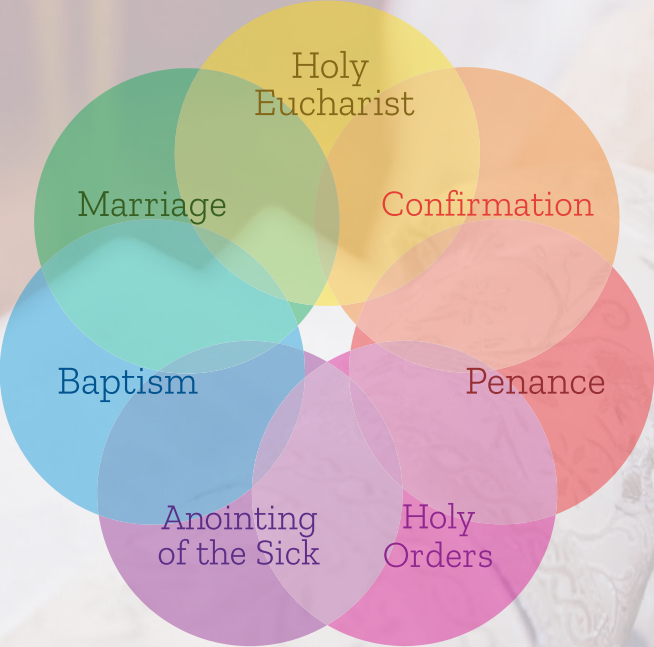 Holy
Eucharist
Marriage
Confirmation
Baptism
Penance
Anointing
of the Sick
Holy
Orders